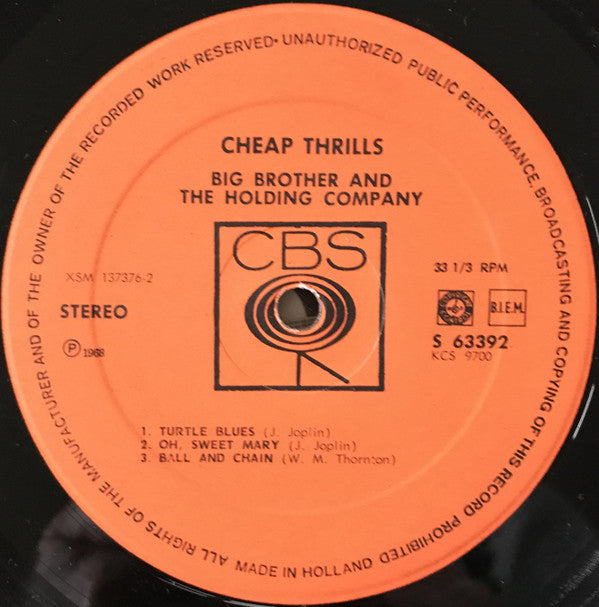 ALL RIGHTS OF THE MANUFACTURER AND OF THE OWNER OF THE RECORDED WORK RESERVED • UNAUTHORIZED PUBLIC PERFORMANCE, BROADCASTING AND COPYING OF THIS RECORD PROHIBITED
CHEAP THRILLS
BIG BROTHER AND
THE HOLDING COMPANY
CBS
XSM 137376-2
33 1/3 RPM
STEREO
B.I.E.M.
S 63392
KCS 9700
℗ 1968
1. TURTLE BLUES (J. Joplin)
2. OH, SWEET MARY (J. Joplin)
3. BALL AND CHAIN (W. M. Thornton)
MADE IN HOLLAND